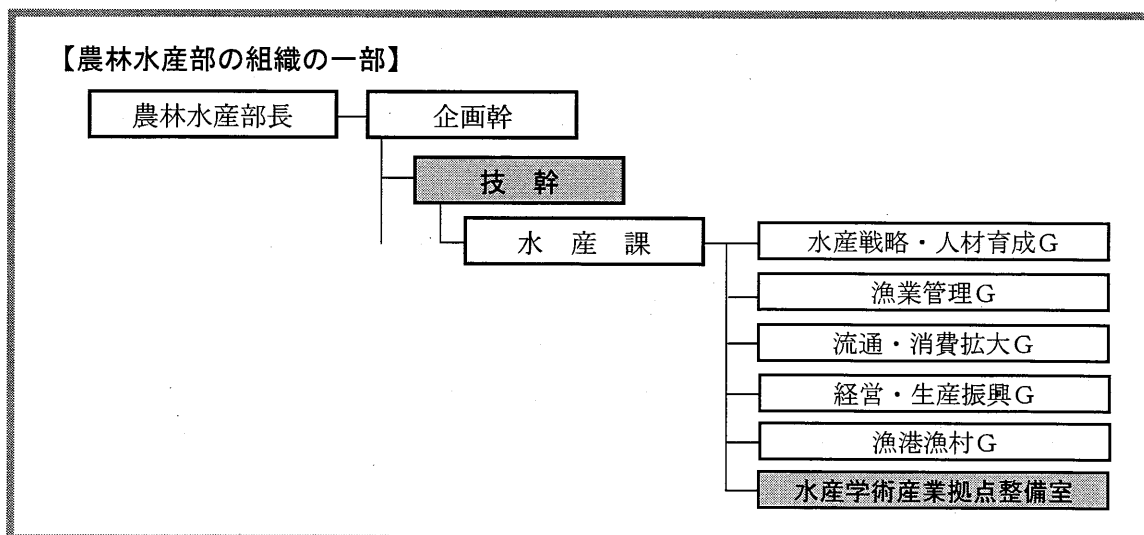 【農林水産部の組織の一部】
農林水産部長
企画幹
技　幹
水　産　課
水産戦略・人材育成G
漁業管理G
流通・消費拡大G
経営・生産振興G
漁港漁村G
水産学術産業拠点整備室